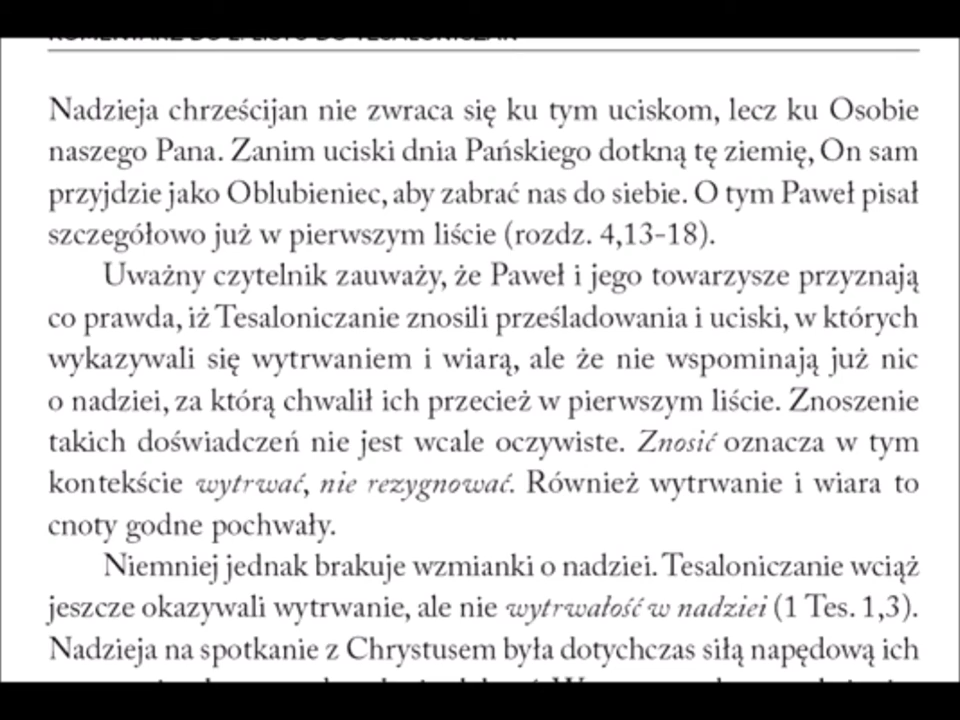 KOMENTARZ DO 2. LISTU DO TESALONICZAN
Nadzieja chrześcijan nie zwraca się ku tym uciskom, lecz ku Osobie
naszego Pana. Zanim uciski dnia Pańskiego dotkną tę ziemię, On sam
przyjdzie jako Oblubieniec, aby zabrać nas do siebie. O tym Paweł pisał
szczegółowo już w pierwszym liście (rozdz. 4,13-18).
Uważny czytelnik zauważy, że Paweł i jego towarzysze przyznają
co prawda, iż Tesaloniczanie znosili prześladowania i uciski, w których
wykazywali się wytrwaniem i wiarą, ale że nie wspominają już nic
o nadziei, za którą chwalił ich przecież w pierwszym liście. Znoszenie
takich doświadczeń nie jest wcale oczywiste. Znosić oznacza w tym
kontekście wytrwać, nie rezygnować. Również wytrwanie i wiara to
cnoty godne pochwały.
Niemniej jednak brakuje wzmianki o nadziei. Tesaloniczanie wciąż
jeszcze okazywali wytrwanie, ale nie wytrwałość w nadziei (1 Tes. 1,3).
Nadzieja na spotkanie z Chrystusem była dotychczas siłą napędową ich